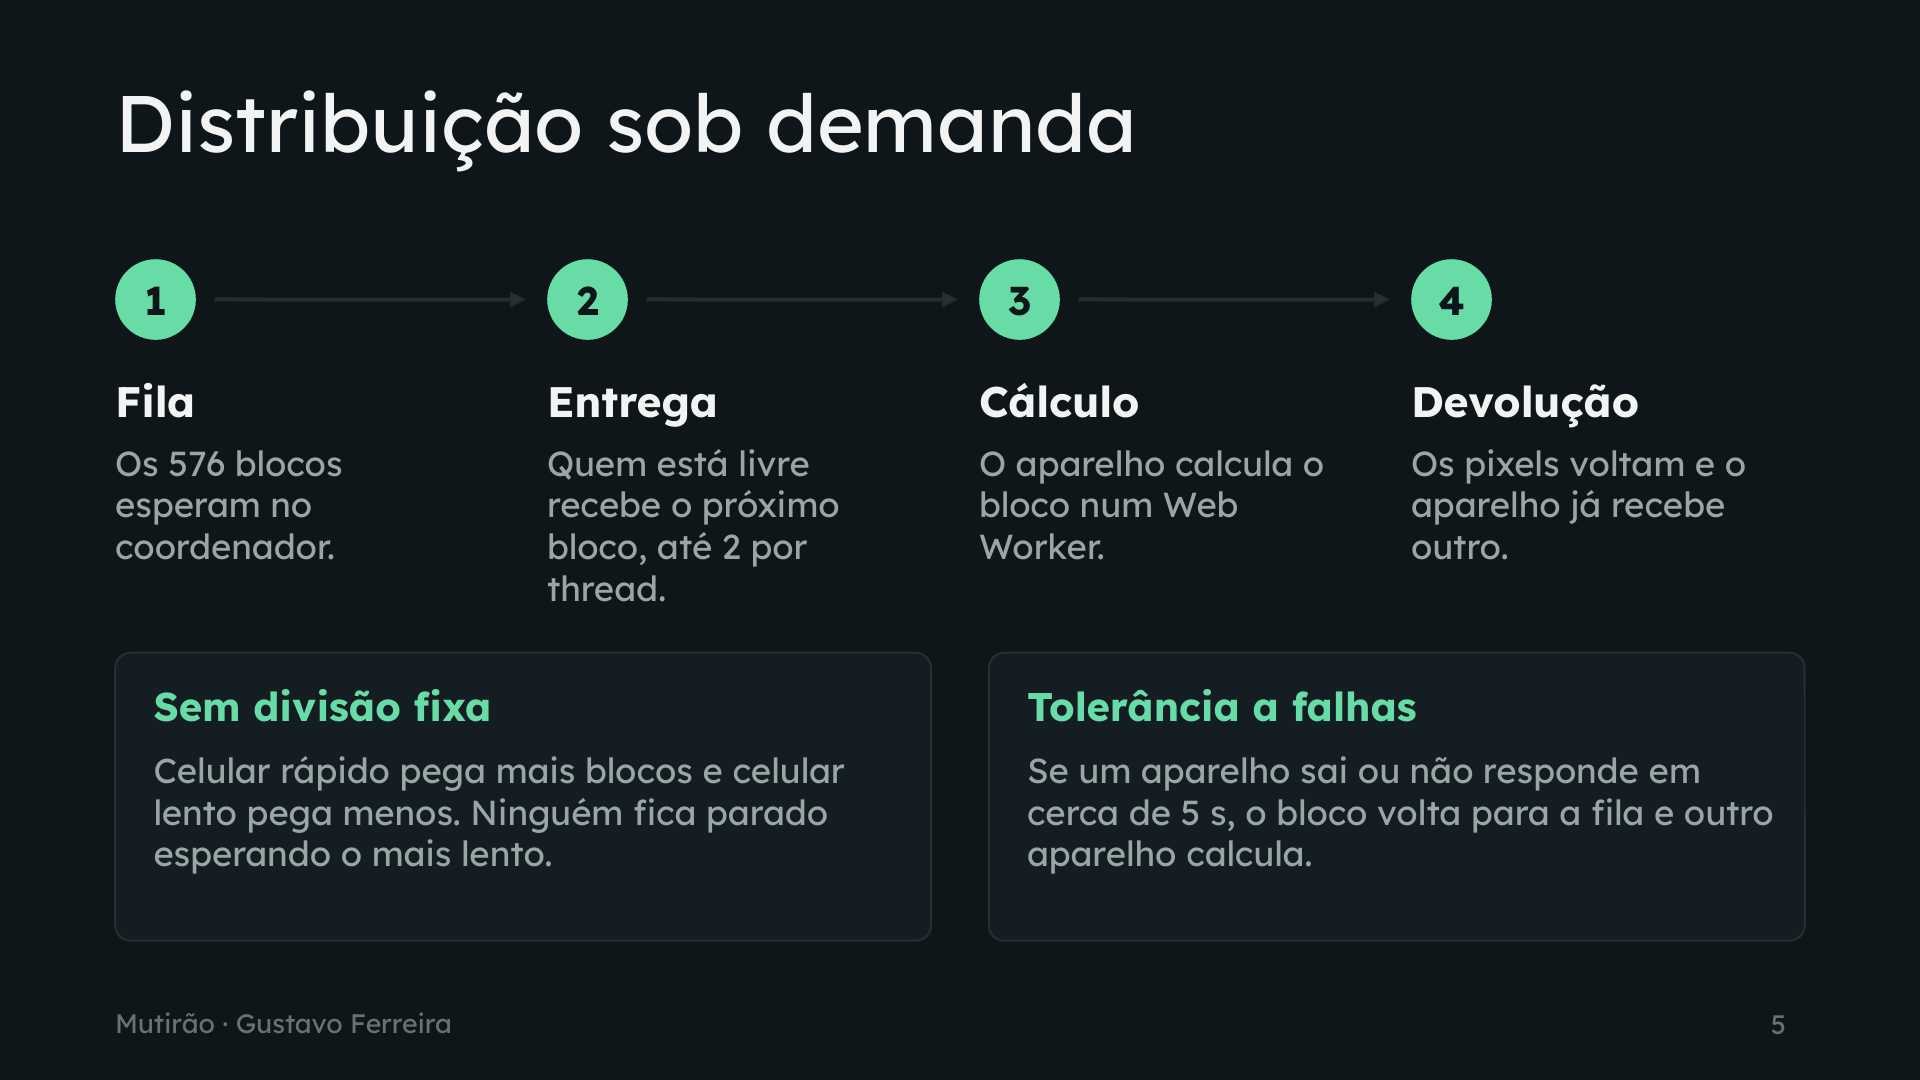 Distribuição sob demanda
1
2
3
4
Fila
Os 576 blocos
esperam no
coordenador.
Entrega
Quem está livre
recebe o próximo
bloco, até 2 por
thread.
Cálculo
O aparelho calcula o
bloco num Web
Worker.
Devolução
Os pixels voltam e o
aparelho já recebe
outro.
Sem divisão fixa
Celular rápido pega mais blocos e celular
lento pega menos. Ninguém fica parado
esperando o mais lento.
Tolerância a falhas
Se um aparelho sai ou não responde em
cerca de 5 s, o bloco volta para a fila e outro
aparelho calcula.
Mutirão · Gustavo Ferreira
5